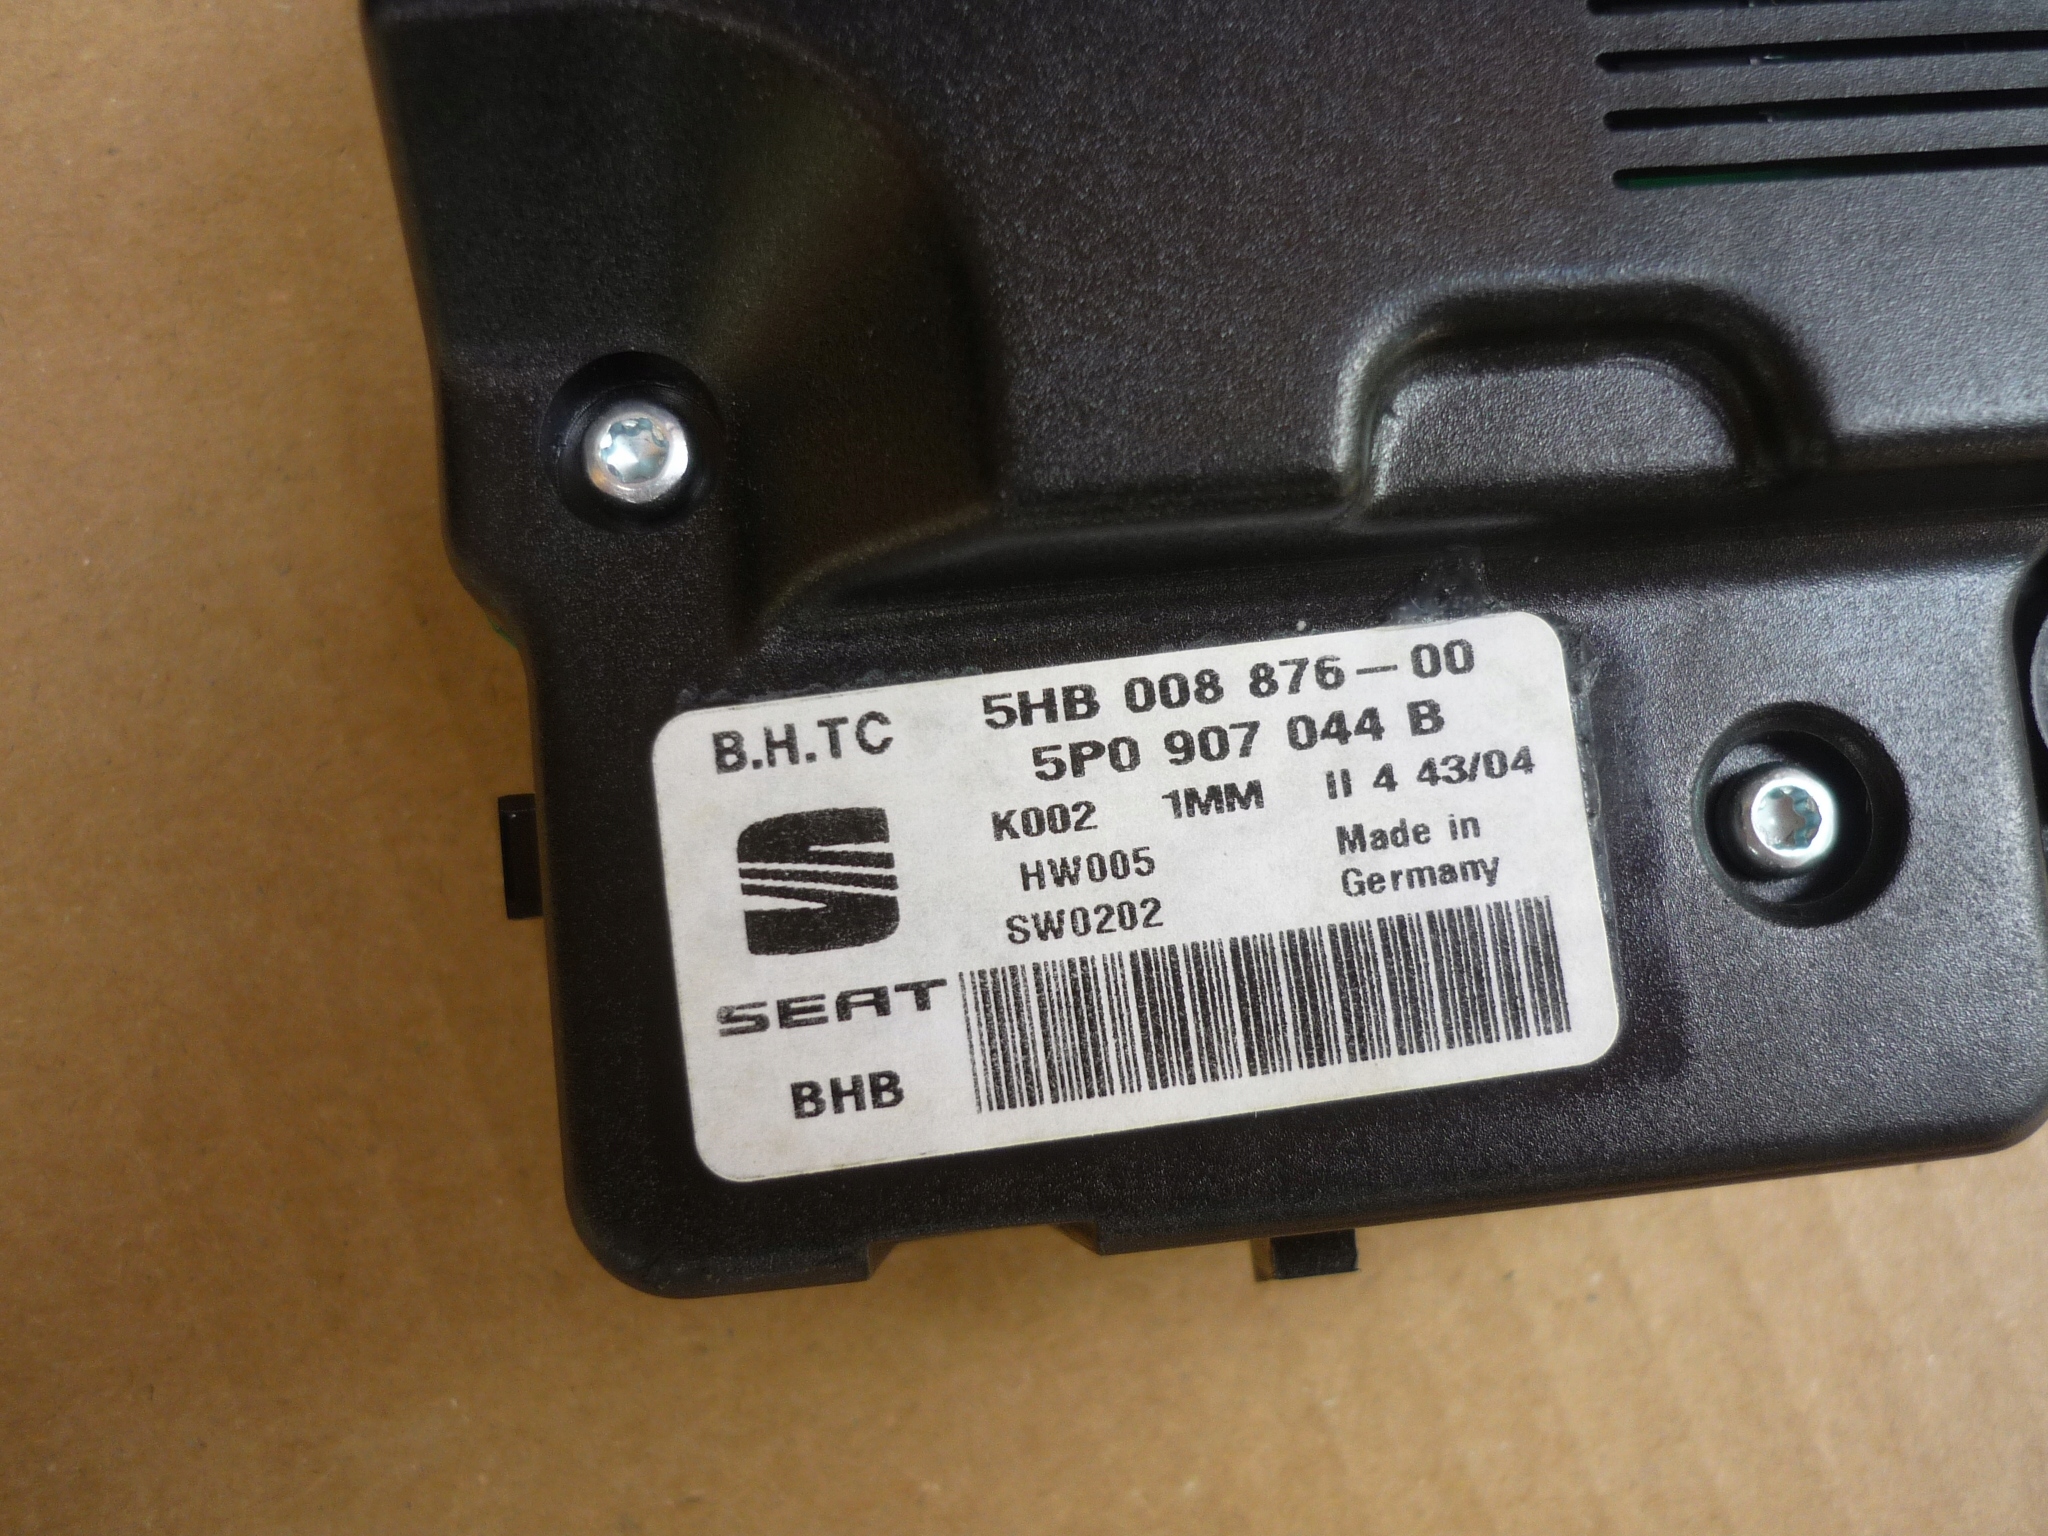 B.H.TC 5HB 008 876-00
5P0 907 044 B
K002 1MM II 4 43/04
HW005 Made in
Germany
SW0202
SEAT
BHB